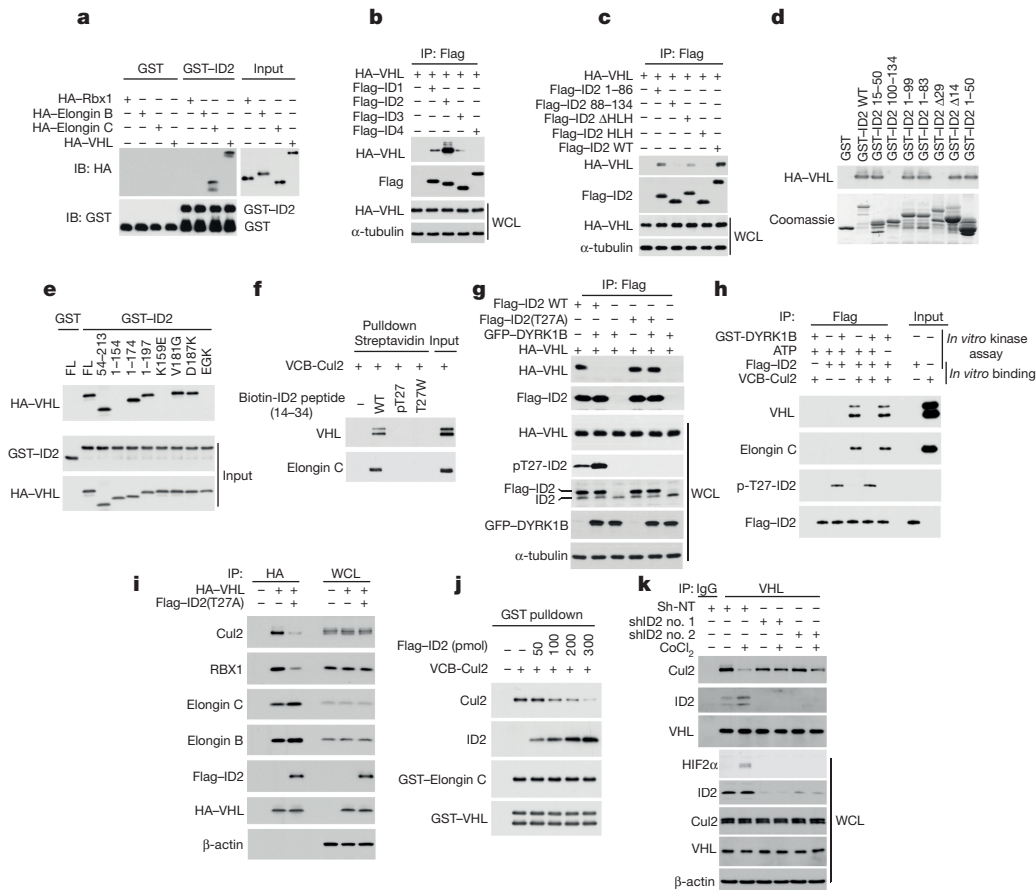 a
GST GST–ID2 Input
HA–Rbx1 + – – – + – – – + – – –
HA–Elongin B – + – – – + – – – + – –
HA–Elongin C – – + – – – + – – – + –
HA–VHL – – – + – – – + – – – +
IB: HA
IB: GST
GST–ID2
GST
b
IP: Flag
HA–VHL + + + + +
Flag–ID1 – + – – –
Flag–ID2 – – + – –
Flag–ID3 – – – + –
Flag–ID4 – – – – +
HA–VHL
Flag
HA–VHL
α-tubulin
WCL
c
IP: Flag
HA–VHL + + + + + +
Flag–ID2 1–86 – + – – – –
Flag–ID2 88–134 – – + – – –
Flag–ID2 ΔHLH – – – + – –
Flag–ID2 HLH – – – – + –
Flag–ID2 WT – – – – – +
HA–VHL
Flag–ID2
HA–VHL
α-tubulin
WCL
d
GST
GST–ID2 WT
GST–ID2 15–50
GST–ID2 100–134
GST–ID2 1–99
GST–ID2 1–83
GST–ID2 Δ29
GST–ID2 Δ14
GST–ID2 1–50
HA–VHL
Coomassie
e
GST GST–ID2
FL
FL
54–213
1–154
1–174
1–197
K159E
V181G
D187K
EGK
HA–VHL
GST–ID2
HA–VHL
Input
f
Pulldown
Streptavidin Input
VCB–Cul2 + + + + +
Biotin–ID2 peptide
(14–34)
–
WT
pT27
T27W
VHL
Elongin C
g
IP: Flag
Flag–ID2 WT + + – – – –
Flag–ID2(T27A) – – – + + –
GFP–DYRK1B – + + – + +
HA–VHL + + + + + +
HA–VHL
Flag–ID2
HA–VHL
pT27-ID2
Flag–ID2
ID2
GFP–DYRK1B
α-tubulin
WCL
h
IP: Flag Input
GST-DYRK1B
ATP
Flag–ID2
VCB-Cul2
In vitro kinase
assay
In vitro binding
VHL
Elongin C
p-T27-ID2
Flag–ID2
i
IP: HA WCL
HA–VHL – + + – + +
Flag–ID2(T27A) – – + – – +
Cul2
RBX1
Elongin C
Elongin B
Flag–ID2
HA–VHL
β-actin
j
GST pulldown
Flag–ID2 (pmol) – – 50 100 200 300
VCB-Cul2 – + + + + +
Cul2
ID2
GST–Elongin C
GST–VHL
k
IP: IgG VHL
Sh-NT + + + – – – –
shID2 no. 1 – – – + + – –
shID2 no. 2 – – – – – + +
CoCl2 – – + – + – +
Cul2
ID2
VHL
HIF2α
ID2
Cul2
VHL
β-actin
WCL